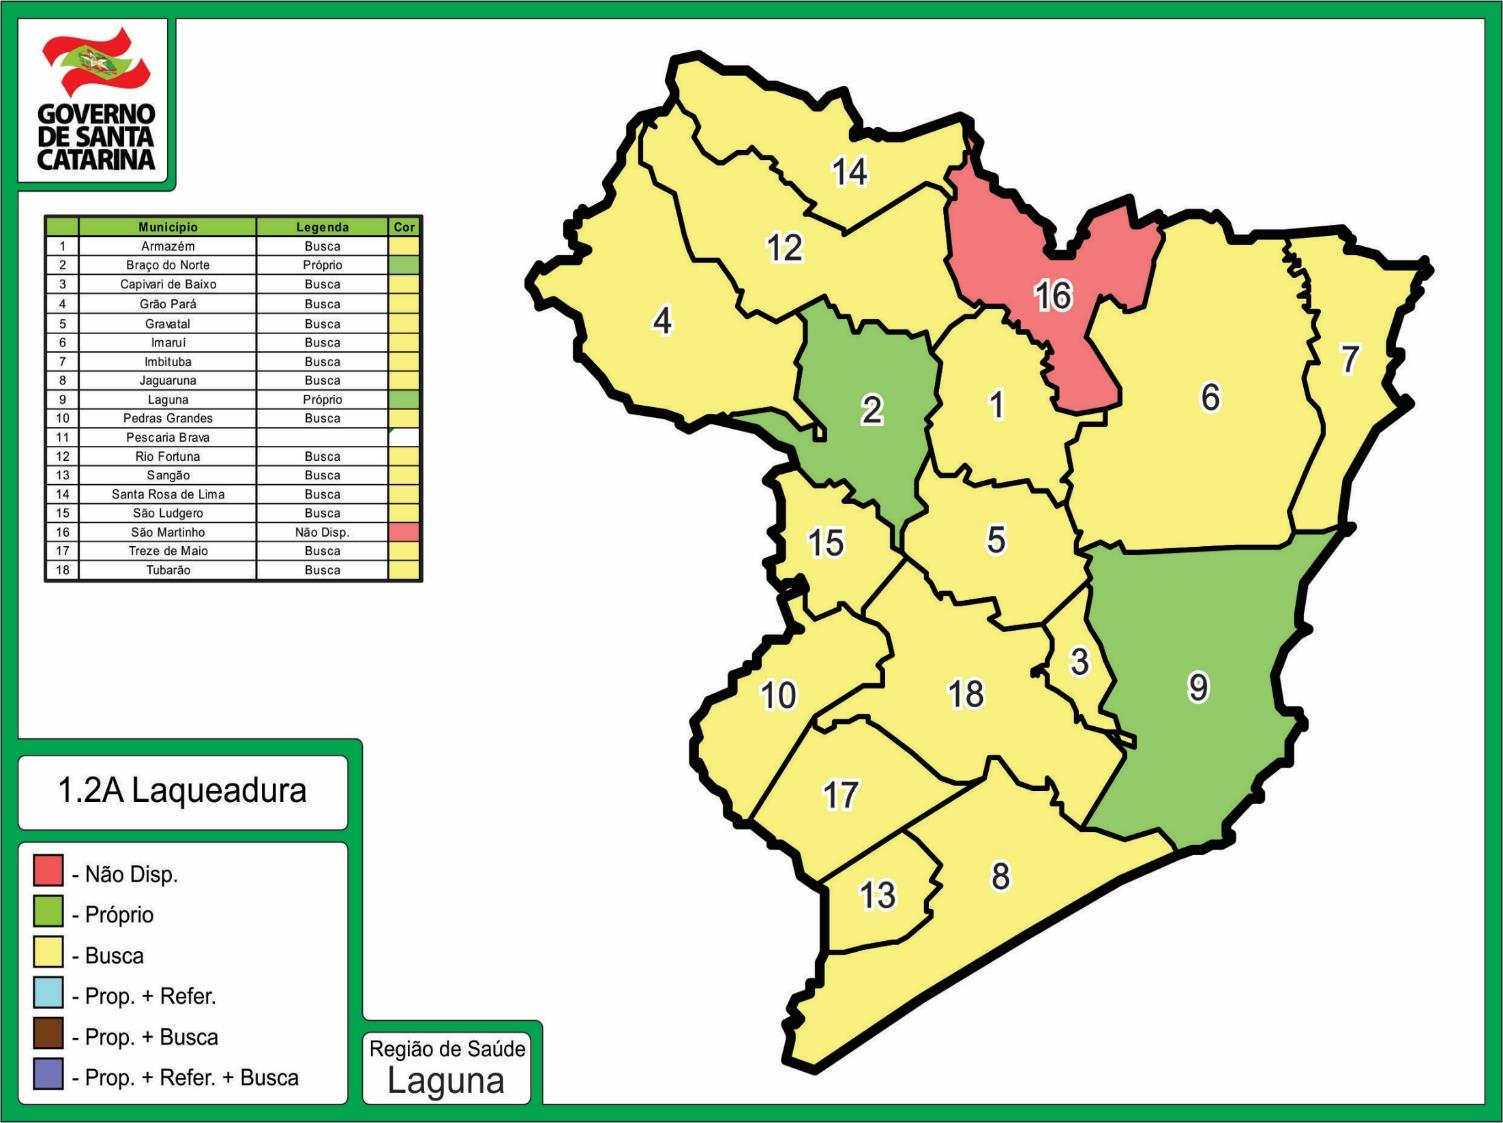 GOVERNO
DE SANTA
CATARINA
Município Legenda Cor
1 Armazém Busca
2 Braço do Norte Próprio
3 Capivari de Baixo Busca
4 Grão Pará Busca
5 Gravatal Busca
6 Imaruí Busca
7 Imbituba Busca
8 Jaguaruna Busca
9 Laguna Próprio
10 Pedras Grandes Busca
11 Pescaria Brava
12 Rio Fortuna Busca
13 Sangão Busca
14 Santa Rosa de Lima Busca
15 São Ludgero Busca
16 São Martinho Não Disp.
17 Treze de Maio Busca
18 Tubarão Busca
14
12
16
4
7
6
1
2
5
15
3
9
18
10
17
8
13
1.2A Laqueadura
- Não Disp.
- Próprio
- Busca
- Prop. + Refer.
- Prop. + Busca
- Prop. + Refer. + Busca
Região de Saúde
Laguna